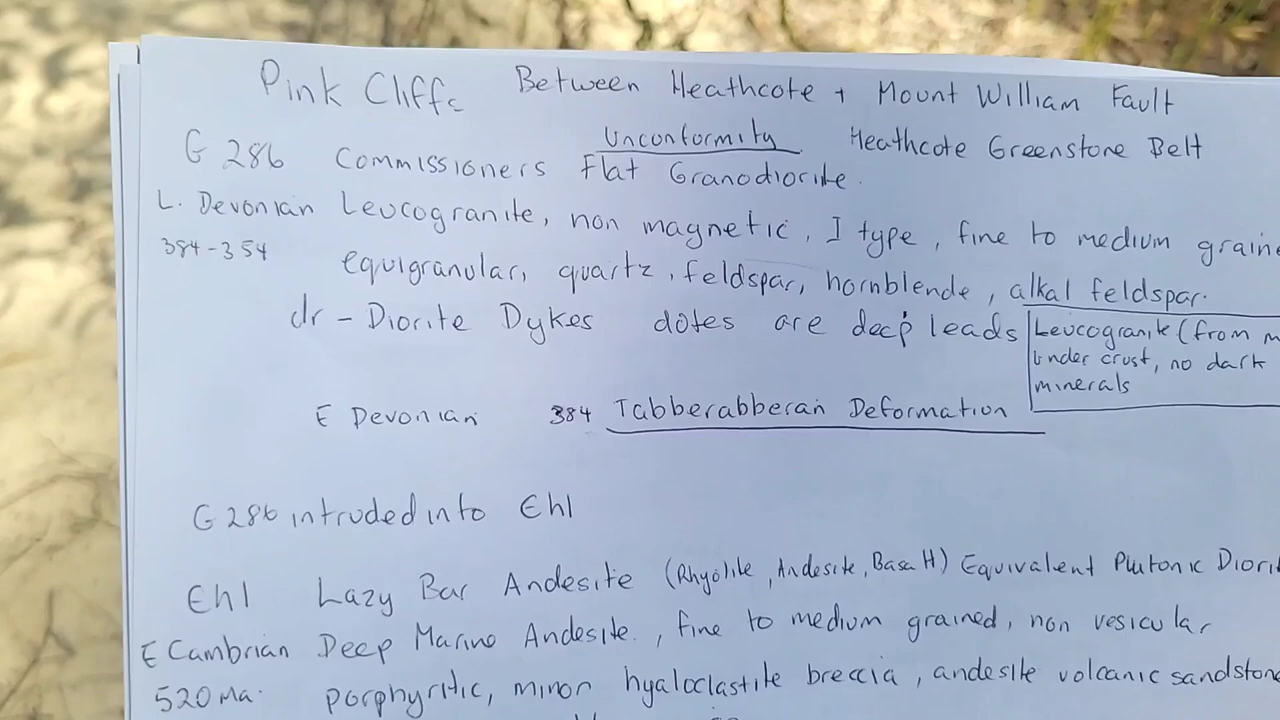 Pink Cliffs Between Heathcote + Mount William Fault
Unconformity Heathcote Greenstone Belt
G 286 Commissioners Flat Granodiorite.
L. Devonian Leucogranite, non magnetic, I type, fine to medium graine
384-354 equigranular, quartz, feldspar, hornblende, alkal feldspar.
dr - Diorite Dykes dotes are deep leads
Leucogranite (from m
Under crust, no dark
minerals
E Devonian 384 Tabberabberan Deformation
G 286 intruded into Ehl
Ehl Lazy Bar Andesite (Rhyolite, Andesite, Basalt) Equivalent Plutonic Diorit
E Cambrian Deep Marine Andesite., fine to medium grained, non vesicular
520 Ma. porphyritic, minor hyaloclastite breccia, andesite volcanic sandstone